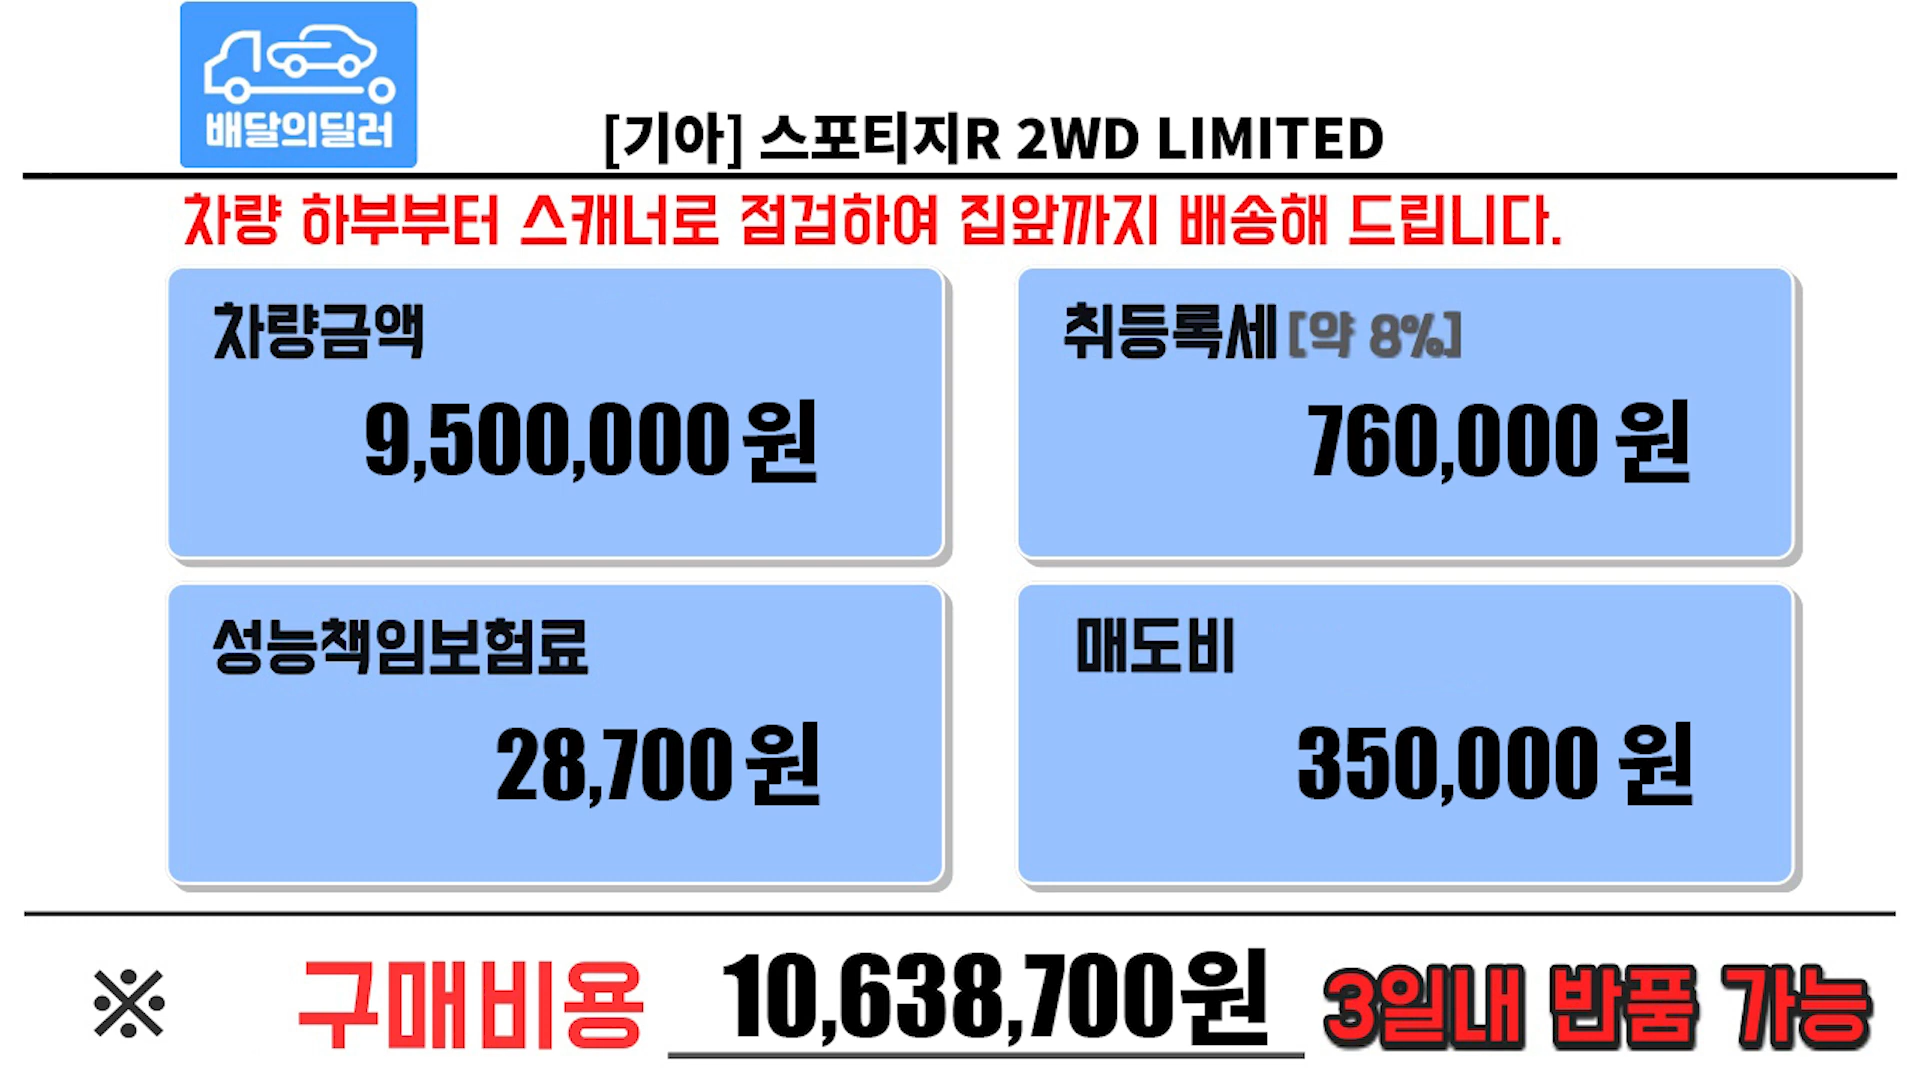 배달의딜러
[기아] 스포티지R 2WD LIMITED
차량 하부부터 스캐너로 점검하여 집앞까지 배송해 드립니다.
차량금액
9,500,000 원
취등록세 [약 8%]
760,000 원
성능책임보험료
28,700 원
매도비
350,000 원
※ 구매비용 10,638,700원 3일내 반품 가능